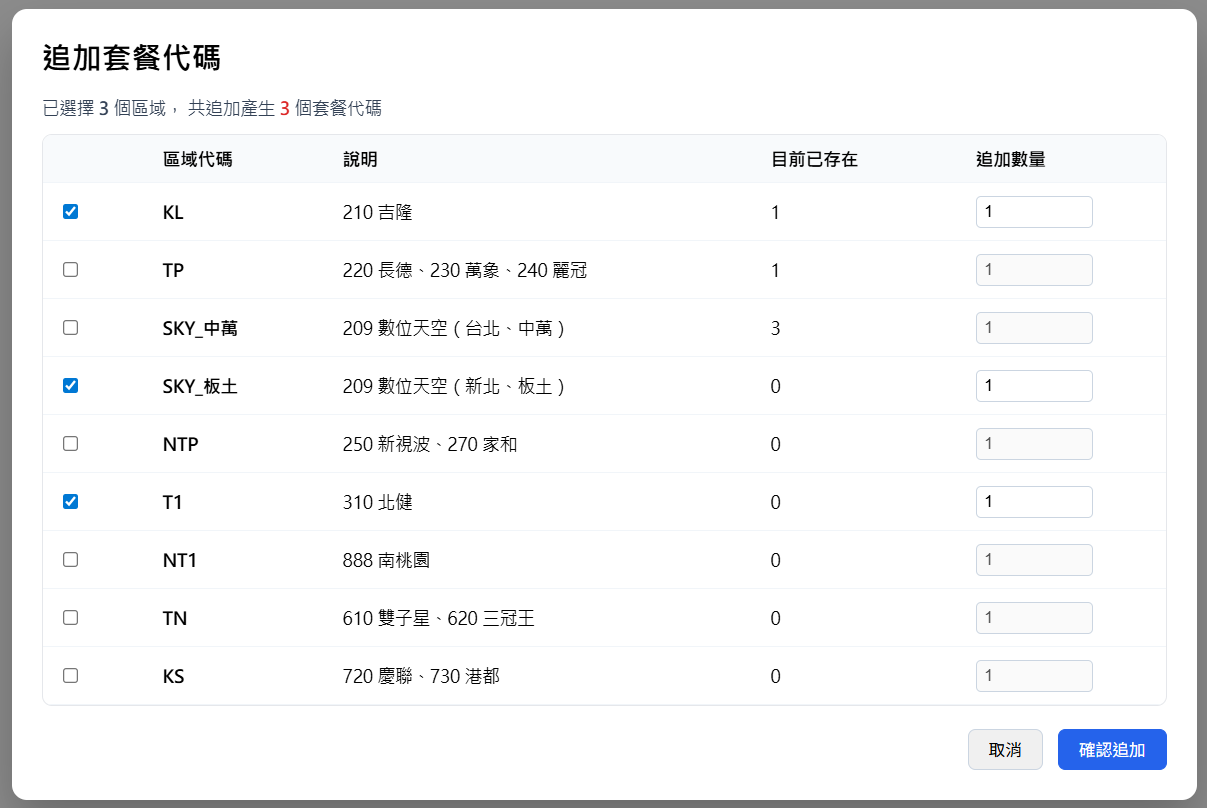 追加套餐代碼
已選擇 3 個區域， 共追加產生 3 個套餐代碼
區域代碼 說明 目前已存在 追加數量
KL 210 吉隆 1 1
TP 220 長德、230 萬象、240 麗冠 1 1
SKY_中萬 209 數位天空（台北、中萬） 3 1
SKY_板土 209 數位天空（新北、板土） 0 1
NTP 250 新視波、270 家和 0 1
T1 310 北健 0 1
NT1 888 南桃園 0 1
TN 610 雙子星、620 三冠王 0 1
KS 720 慶聯、730 港都 0 1
取消 確認追加